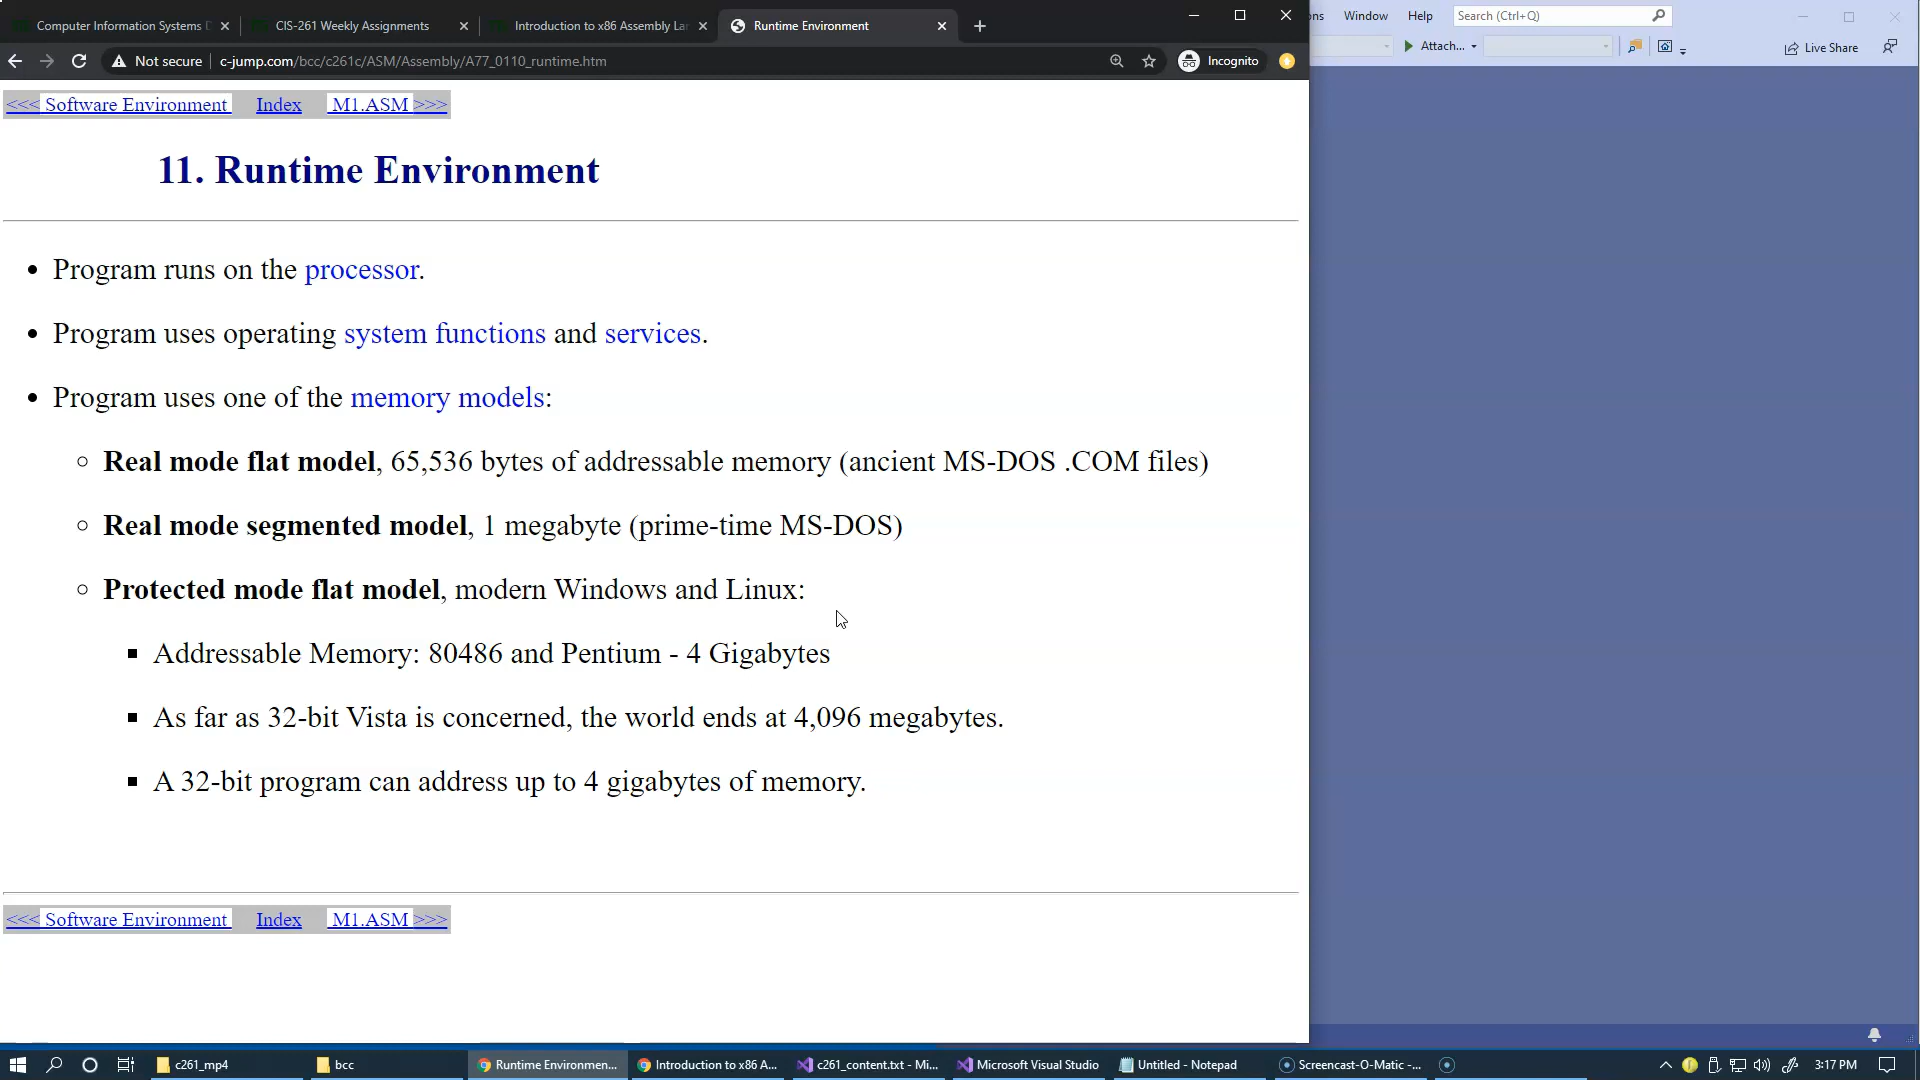 Computer Information Systems D
CIS-261 Weekly Assignments
Introduction to x86 Assembly Lar
Runtime Environment
ons Window Help Search (Ctrl+Q)
Attach...
Live Share
Not secure c-jump.com/bcc/c261c/ASM/Assembly/A77_0110_runtime.htm
Incognito
<<< Software Environment Index M1.ASM >>>
11. Runtime Environment
• Program runs on the processor.
• Program uses operating system functions and services.
• Program uses one of the memory models:
Real mode flat model, 65,536 bytes of addressable memory (ancient MS-DOS .COM files)
Real mode segmented model, 1 megabyte (prime-time MS-DOS)
Protected mode flat model, modern Windows and Linux:
Addressable Memory: 80486 and Pentium - 4 Gigabytes
As far as 32-bit Vista is concerned, the world ends at 4,096 megabytes.
A 32-bit program can address up to 4 gigabytes of memory.
<<< Software Environment Index M1.ASM >>>
c261_mp4
bcc
Runtime Environmen...
Introduction to x86 A...
c261_content.txt - Mi...
Microsoft Visual Studio
Untitled - Notepad
Screencast-O-Matic -...
3:17 PM